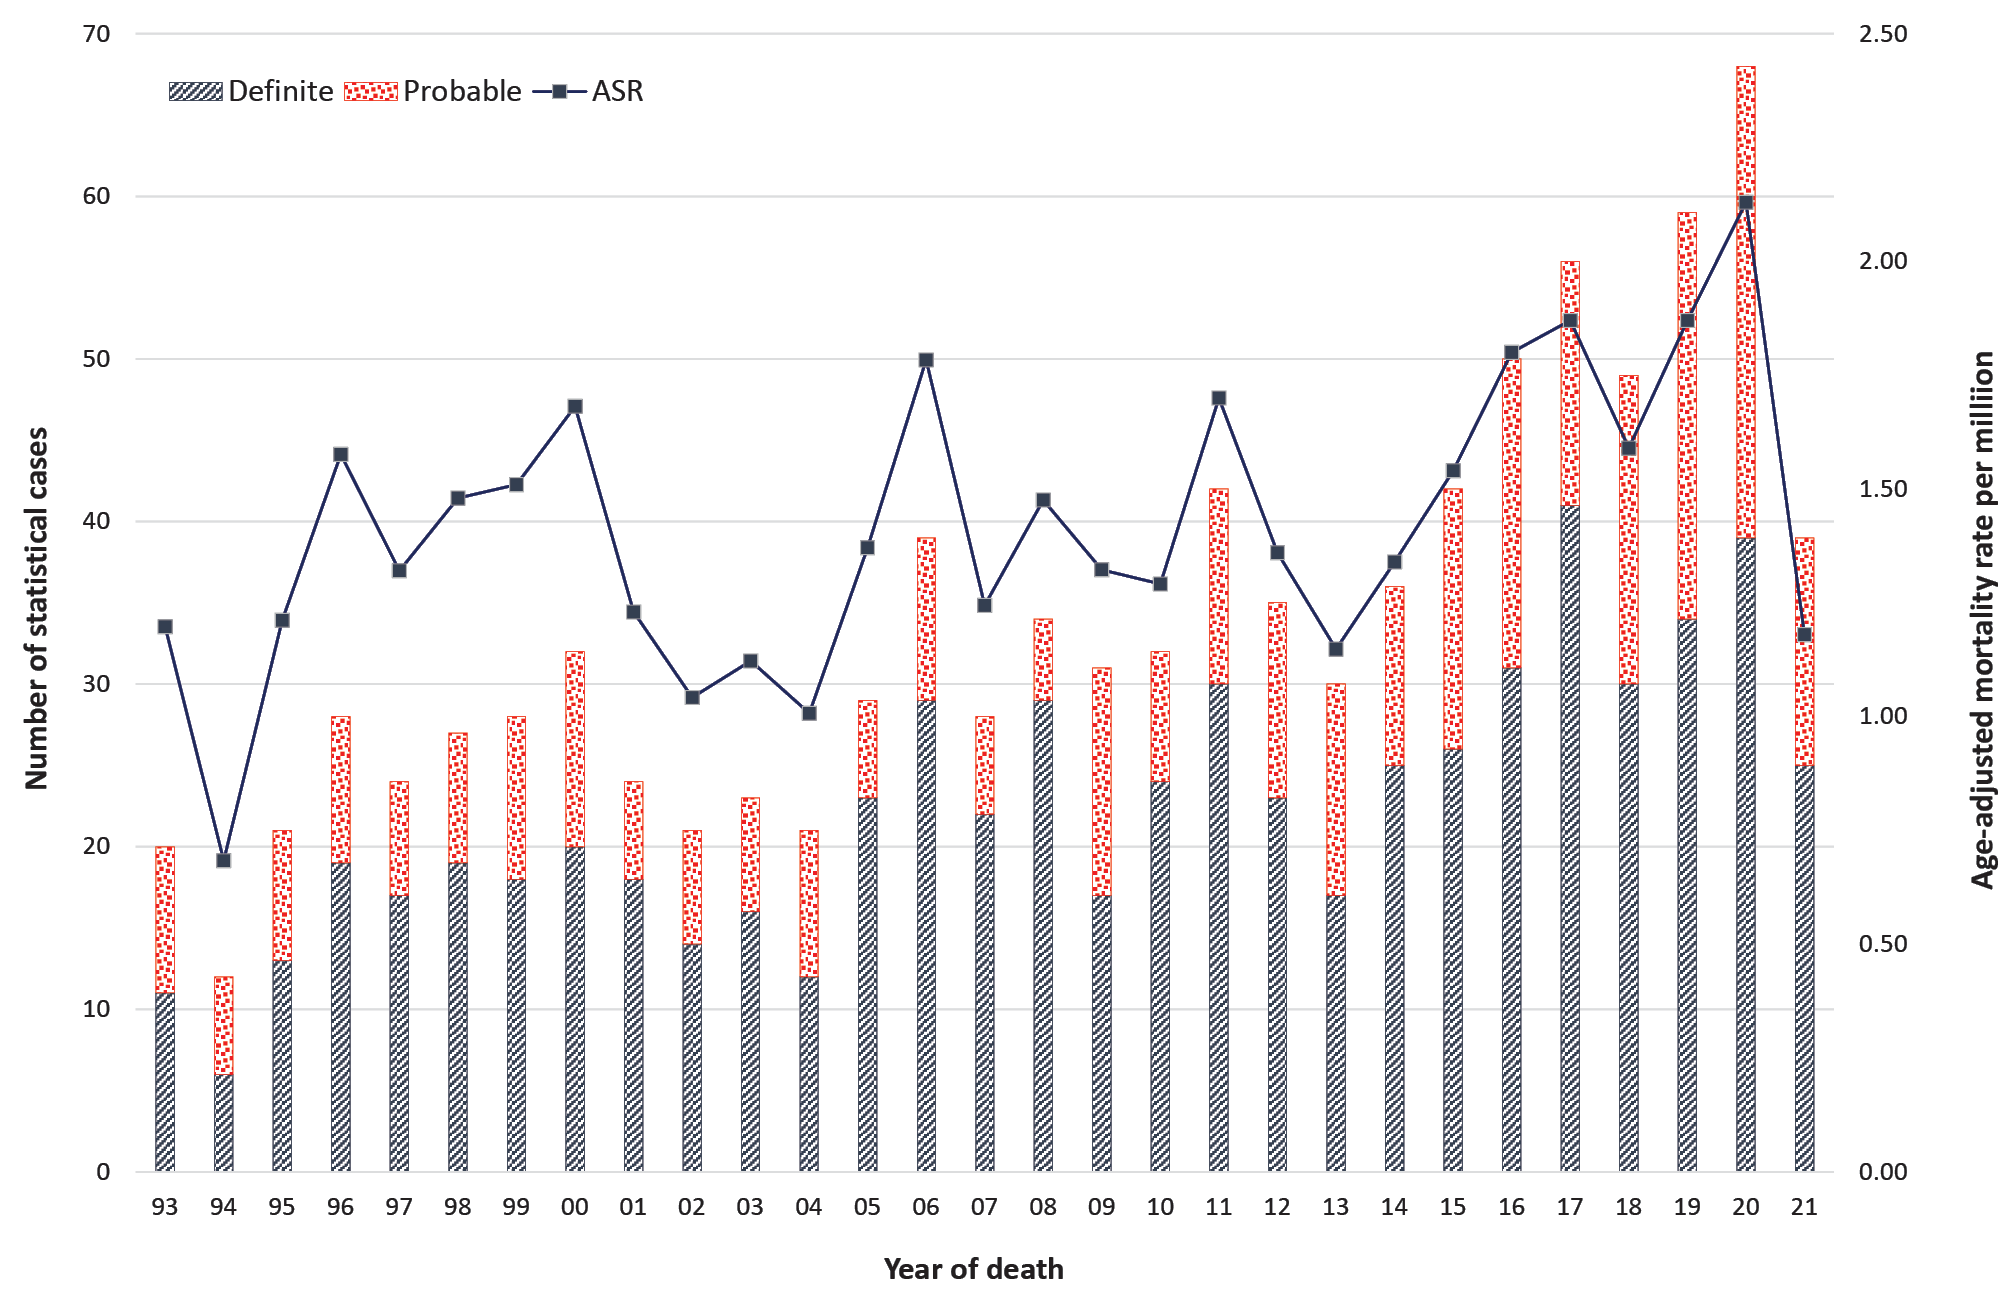 70
60
50
40
30
20
10
0
2.50
2.00
1.50
1.00
0.50
0.00
Definite Probable ASR
Number of statistical cases
Age-adjusted mortality rate per million
93 94 95 96 97 98 99 00 01 02 03 04 05 06 07 08 09 10 11 12 13 14 15 16 17 18 19 20 21
Year of death